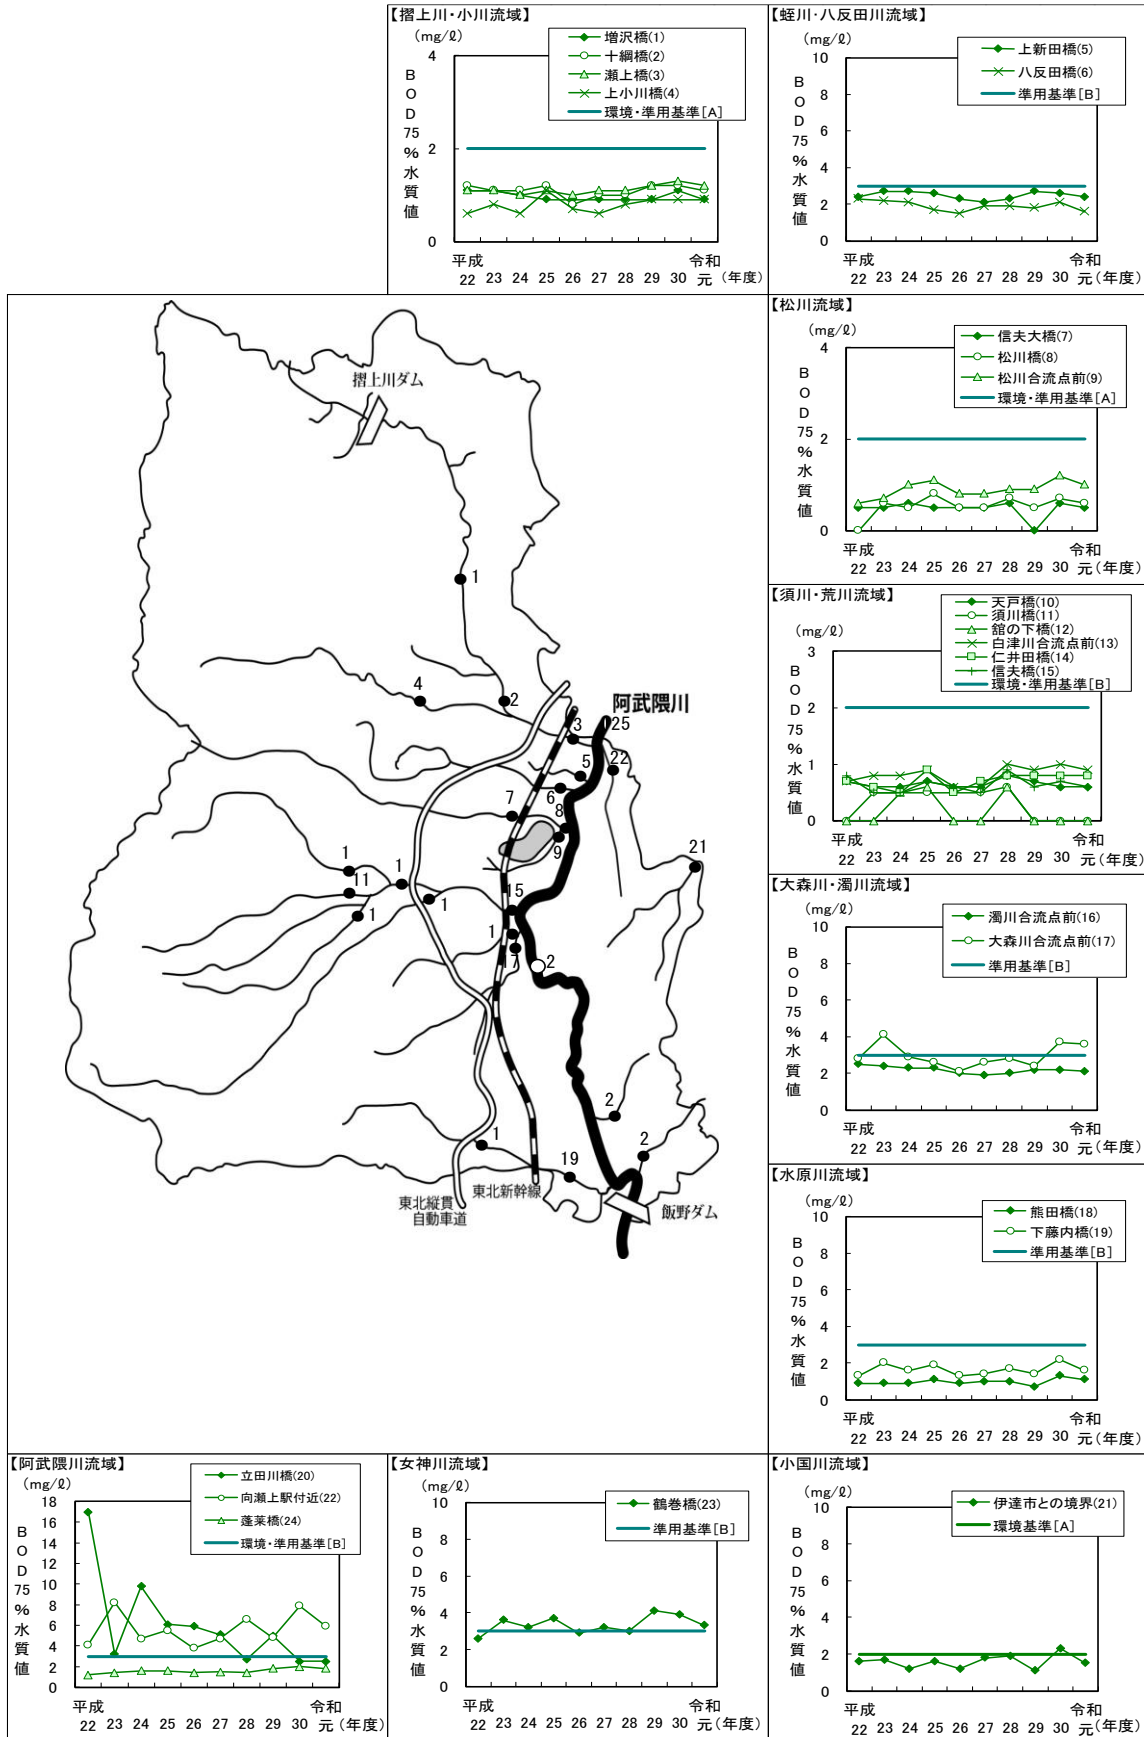 【摺上川・小川流域】
(mg/ℓ)
BOD75%水質値
4
2
0
増沢橋(1)
十綱橋(2)
瀬上橋(3)
上小川橋(4)
環境・準用基準[A]
平成 令和
22 23 24 25 26 27 28 29 30 元 (年度)
【蛭川・八反田川流域】
(mg/ℓ)
BOD75%水質値
10
8
6
4
2
0
上新田橋(5)
八反田橋(6)
準用基準[B]
平成 令和
22 23 24 25 26 27 28 29 30 元 (年度)
【松川流域】
(mg/ℓ)
BOD75%水質値
4
2
0
信夫大橋(7)
松川橋(8)
松川合流点前(9)
環境・準用基準[A]
平成 令和
22 23 24 25 26 27 28 29 30 元 (年度)
【須川・荒川流域】
(mg/ℓ)
BOD75%水質値
3
2
1
0
天戸橋(10)
須川橋(11)
舘の下橋(12)
白津川合流点前(13)
仁井田橋(14)
信夫橋(15)
環境・準用基準[B]
平成 令和
22 23 24 25 26 27 28 29 30 元 (年度)
【大森川・濁川流域】
(mg/ℓ)
BOD75%水質値
10
8
6
4
2
0
濁川合流点前(16)
大森川合流点前(17)
準用基準[B]
平成 令和
22 23 24 25 26 27 28 29 30 元 (年度)
【水原川流域】
(mg/ℓ)
BOD75%水質値
10
8
6
4
2
0
熊田橋(18)
下藤内橋(19)
準用基準[B]
平成 令和
22 23 24 25 26 27 28 29 30 元 (年度)
摺上川ダム
1
4
2
阿武隈川
3
25
5
22
6
7
8
9
21
1
11
1
1
1
15
1
17
2
2
1
2
19
東北縦貫
自動車道
東北新幹線
飯野ダム
【阿武隈川流域】
(mg/ℓ)
BOD75%水質値
18
16
14
12
10
8
6
4
2
0
立田川橋(20)
向瀬上駅付近(22)
蓬莱橋(24)
環境・準用基準[B]
平成 令和
22 23 24 25 26 27 28 29 30 元 (年度)
【女神川流域】
(mg/ℓ)
BOD75%水質値
10
8
6
4
2
0
鶴巻橋(23)
準用基準[B]
平成 令和
22 23 24 25 26 27 28 29 30 元 (年度)
【小国川流域】
(mg/ℓ)
BOD75%水質値
10
8
6
4
2
0
伊達市との境界(21)
環境基準[A]
平成 令和
22 23 24 25 26 27 28 29 30 元 (年度)